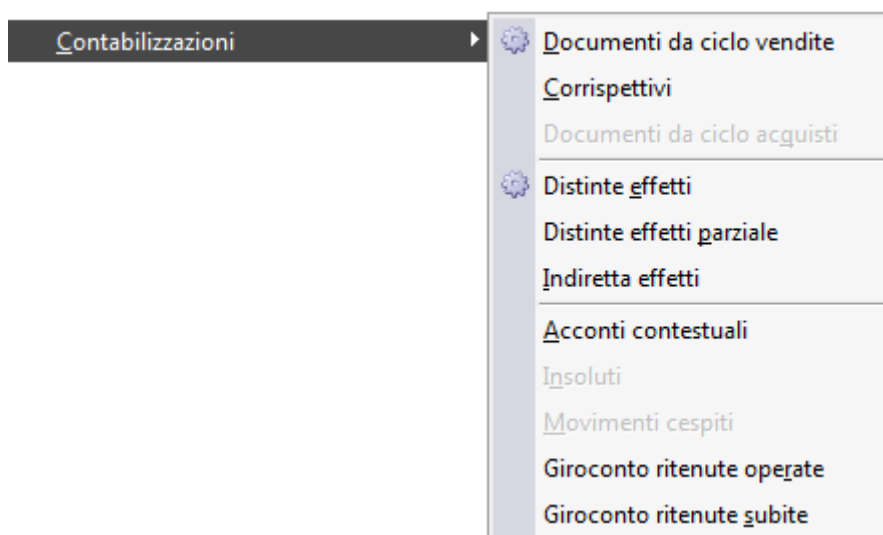 Contabilizzazioni
Documenti da ciclo vendite
Corrispettivi
Documenti da ciclo acquisti
Distinte effetti
Distinte effetti parziale
Indiretta effetti
Acconti contestuali
Insoluti
Movimenti cespiti
Giroconto ritenute operate
Giroconto ritenute subite